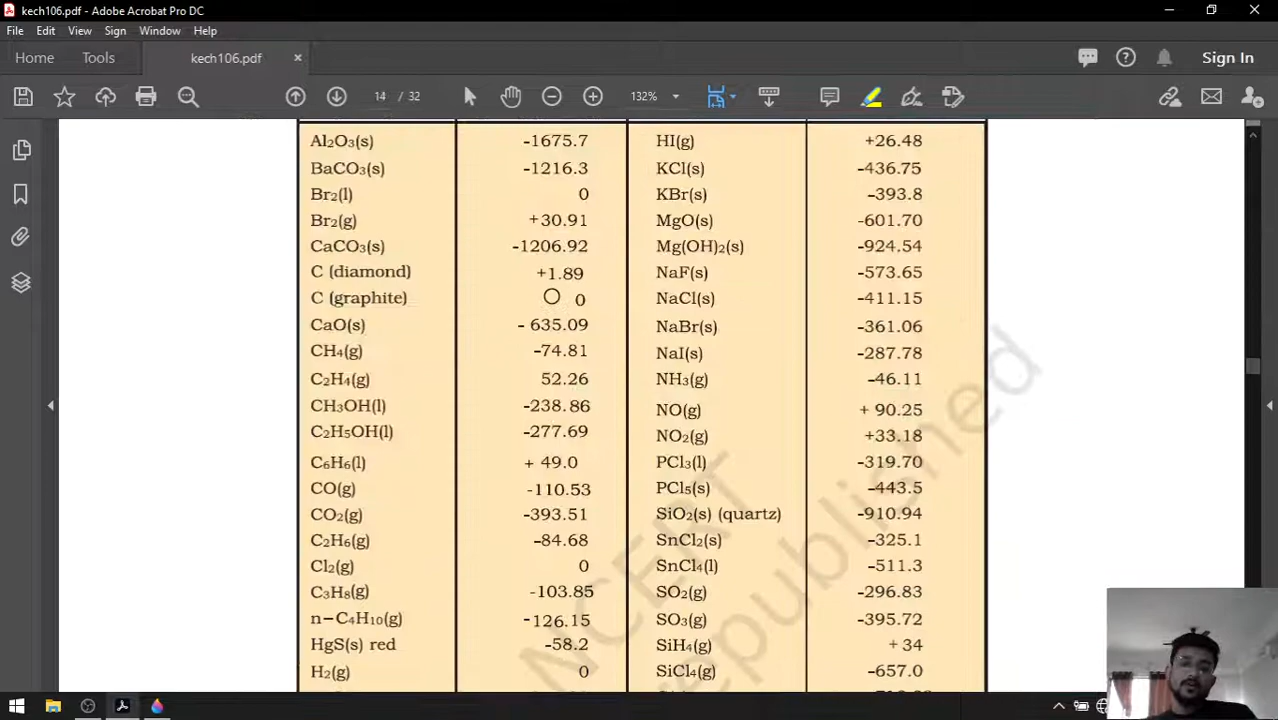 kech106.pdf - Adobe Acrobat Pro DC
File Edit View Sign Window Help
Home Tools kech106.pdf × Sign In
14 / 32 132%
Al2O3(s) -1675.7 HI(g) +26.48
BaCO3(s) -1216.3 KCl(s) -436.75
Br2(l) 0 KBr(s) -393.8
Br2(g) +30.91 MgO(s) -601.70
CaCO3(s) -1206.92 Mg(OH)2(s) -924.54
C (diamond) +1.89 NaF(s) -573.65
C (graphite) 0 NaCl(s) -411.15
CaO(s) - 635.09 NaBr(s) -361.06
CH4(g) -74.81 NaI(s) -287.78
C2H4(g) 52.26 NH3(g) -46.11
CH3OH(l) -238.86 NO(g) + 90.25
C2H5OH(l) -277.69 NO2(g) +33.18
C6H6(l) + 49.0 PCl3(l) -319.70
CO(g) -110.53 PCl5(s) -443.5
CO2(g) -393.51 SiO2(s) (quartz) -910.94
C2H6(g) -84.68 SnCl2(s) -325.1
Cl2(g) 0 SnCl4(l) -511.3
C3H8(g) -103.85 SO2(g) -296.83
n−C4H10(g) -126.15 SO3(g) -395.72
HgS(s) red -58.2 SiH4(g) + 34
H2(g) 0 SiCl4(g) -657.0
NCERT
republished